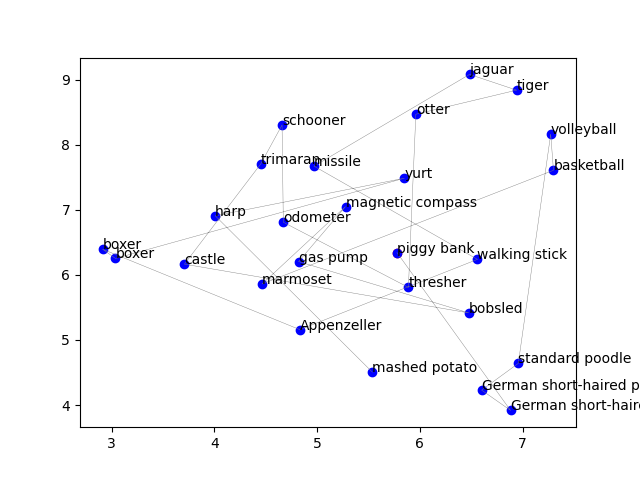 9
8
7
6
5
4
3
4
5
6
7
jaguar
tiger
otter
schooner
volleyball
trimaran
missile
basketball
yurt
magnetic compass
harp
odometer
boxer
boxer
piggy bank
walking stick
castle
gas pump
marmoset
thresher
bobsled
Appenzeller
standard poodle
mashed potato
German short-haired p
German short-haire